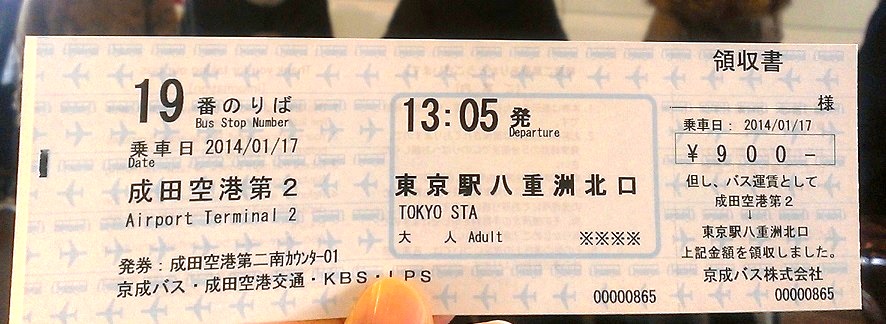 19 番のりば
Bus Stop Number
乗車日 2014/01/17
Date
成田空港第2
Airport Terminal 2
発券:成田空港第二南カウンター01
京成バス・成田空港交通・KBS・LPS
13:05 発
Departure
東京駅八重洲北口
TOKYO STA
大 人 Adult ※※※※
00000865
領収書
様
乗車日: 2014/01/17
¥900-
但し、バス運賃として
成田空港第2
↓
東京駅八重洲北口
上記金額を領収しました。
京成バス株式会社
00000865